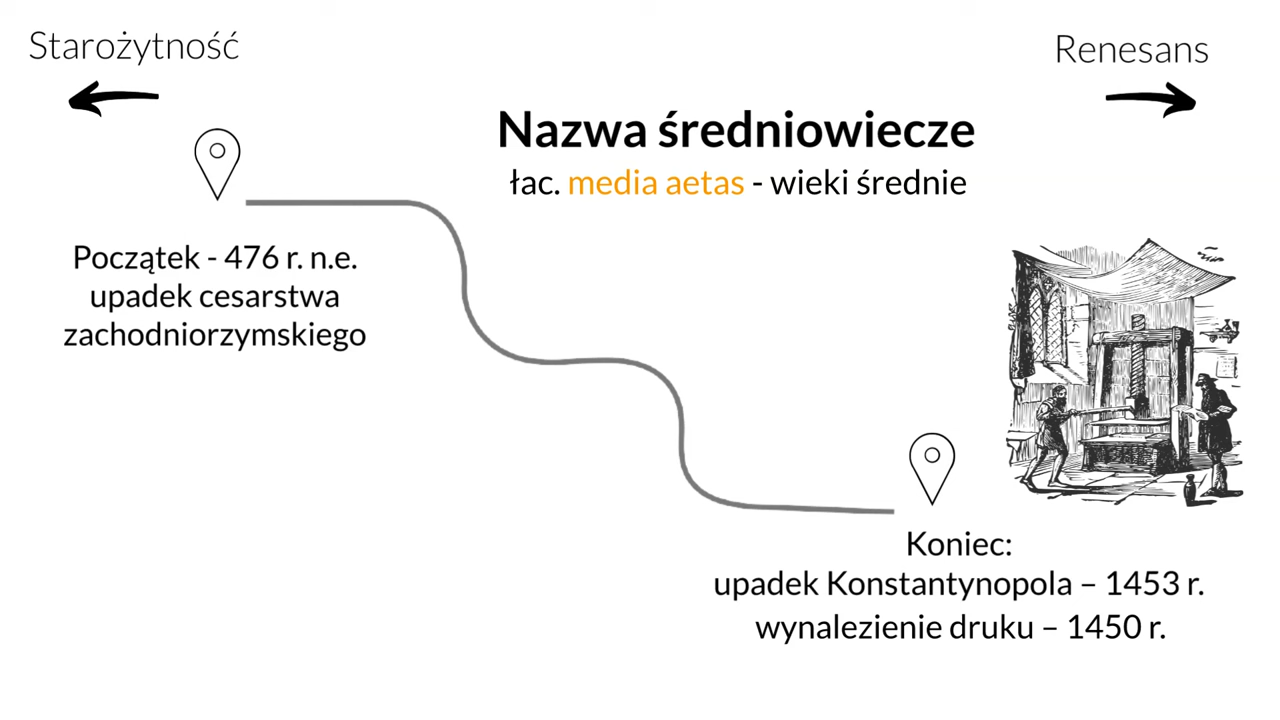 Starożytność
Renesans
Nazwa średniowiecze
łac. media aetas - wieki średnie
Początek - 476 r. n.e.
upadek cesarstwa
zachodniorzymskiego
Koniec:
upadek Konstantynopola – 1453 r.
wynalezienie druku – 1450 r.